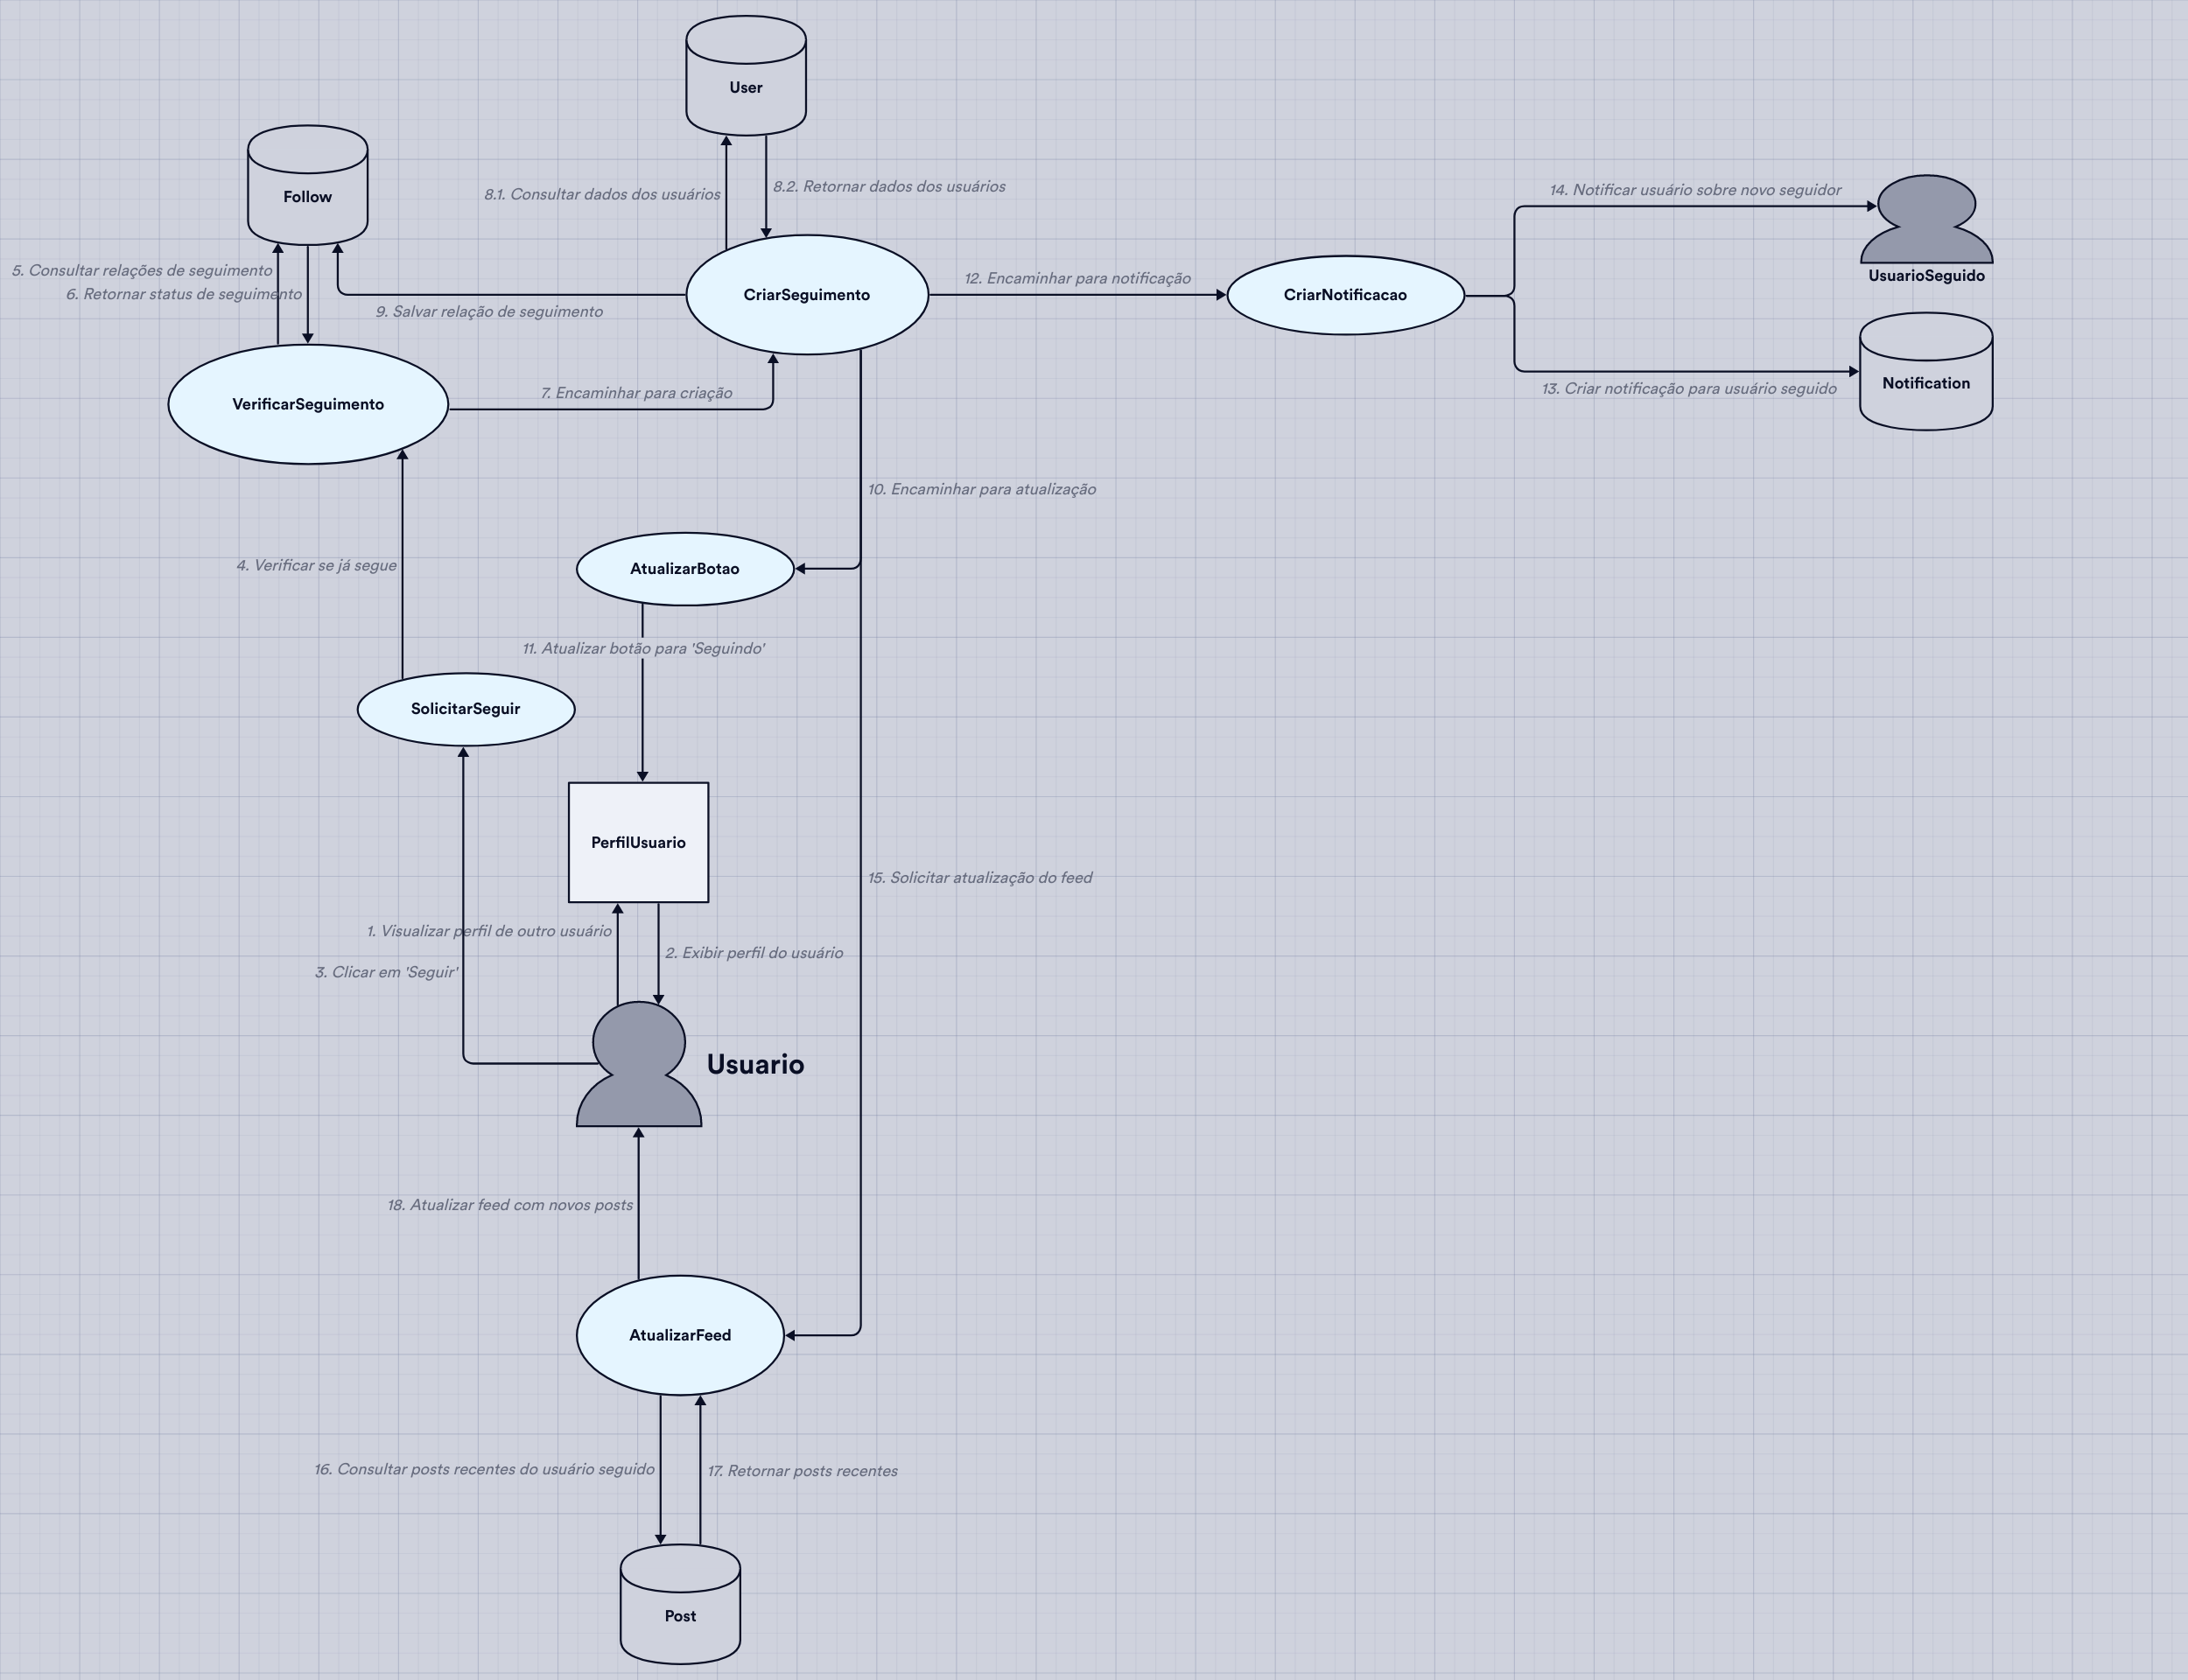 User
Follow
8.1. Consultar dados dos usuários
8.2. Retornar dados dos usuários
14. Notificar usuário sobre novo seguidor
UsuarioSeguido
5. Consultar relações de seguimento
6. Retornar status de seguimento
9. Salvar relação de seguimento
CriarSeguimento
12. Encaminhar para notificação
CriarNotificacao
13. Criar notificação para usuário seguido
Notification
VerificarSeguimento
7. Encaminhar para criação
10. Encaminhar para atualização
4. Verificar se já segue
AtualizarBotao
11. Atualizar botão para 'Seguindo'
SolicitarSeguir
PerfilUsuario
15. Solicitar atualização do feed
1. Visualizar perfil de outro usuário
2. Exibir perfil do usuário
3. Clicar em 'Seguir'
Usuario
18. Atualizar feed com novos posts
AtualizarFeed
16. Consultar posts recentes do usuário seguido
17. Retornar posts recentes
Post